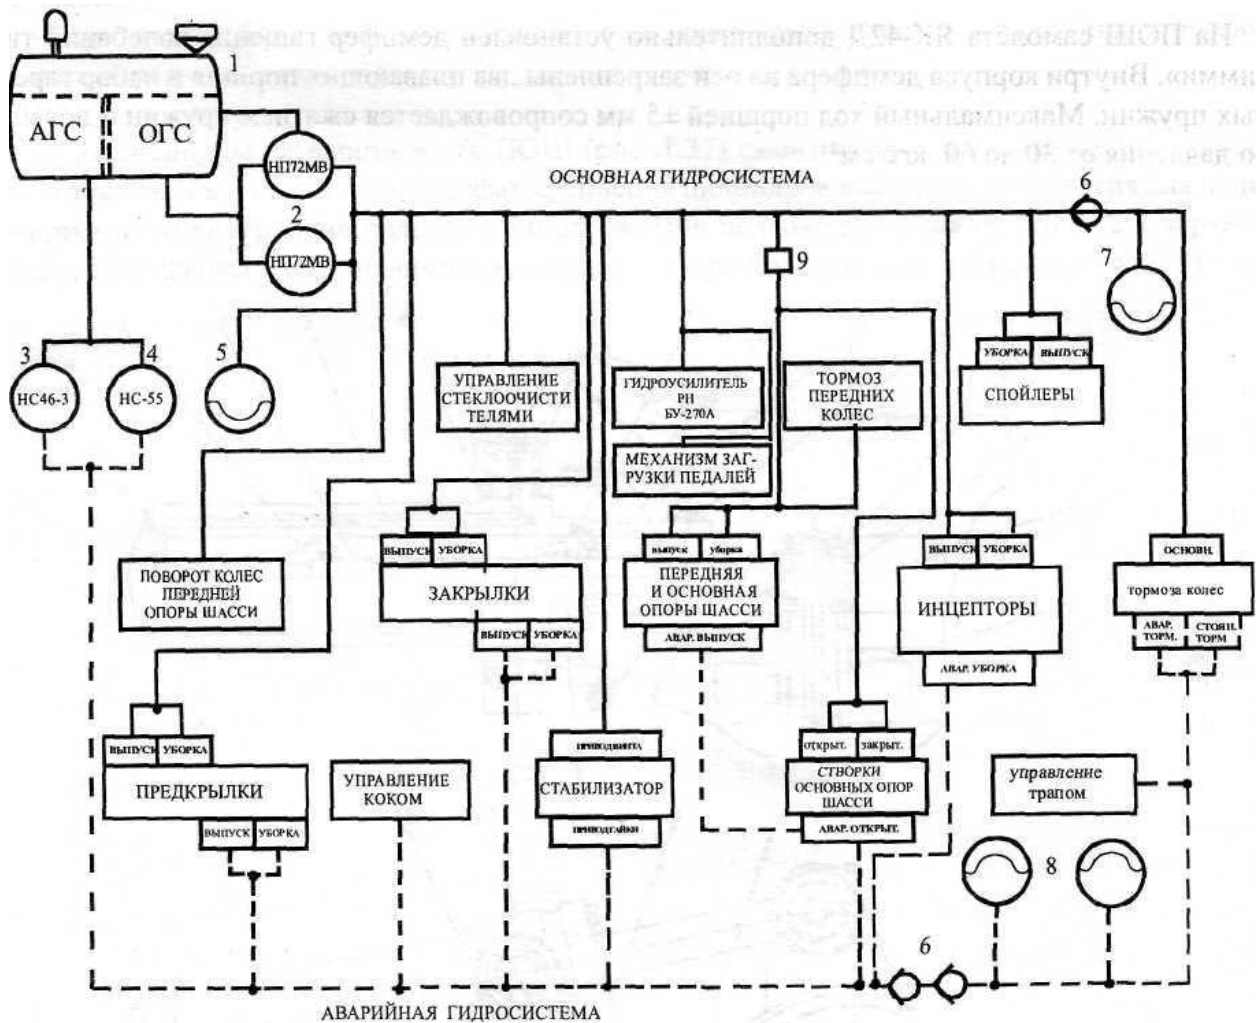 1
АГС
ОГС
НП72МВ
2
НП72МВ
ОСНОВНАЯ ГИДРОСИСТЕМА
6
7
9
3
4
5
НС46-3
НС-55
УПРАВЛЕНИЕ
СТЕКЛООЧИСТИ
ТЕЛЯМИ
ГИДРОУСИЛИТЕЛЬ
РН
БУ-270А
ТОРМОЗ
ПЕРЕДНИХ
КОЛЕС
УБОРКА
ВЫПУСК
СПОЙЛЕРЫ
МЕХАНИЗМ ЗАГ-
РУЗКИ ПЕДАЛЕЙ
ПОВОРОТ КОЛЕС
ПЕРЕДНЕЙ
ОПОРЫ ШАССИ
ВЫПУСК
УБОРКА
ЗАКРЫЛКИ
ВЫПУСК
УБОРКА
выпуск
уборка
ПЕРЕДНЯЯ
И ОСНОВНАЯ
ОПОРЫ ШАССИ
АВАР. ВЫПУСК
ВЫПУСК
УБОРКА
ИНЦЕПТОРЫ
АВАР. УБОРКА
ОСНОВН.
тормоза колес
АВАР.
ТОРМ.
СТОЯН.
ТОРМ
ВЫПУСК
УБОРКА
ПРЕДКРЫЛКИ
ВЫПУСК
УБОРКА
УПРАВЛЕНИЕ
КОКОМ
ПРИВОД ВИНТА
СТАБИЛИЗАТОР
ПРИВОД ГАЙКИ
открыт.
закрыт.
СТВОРКИ
ОСНОВНЫХ ОПОР
ШАССИ
АВАР. ОТКРЫТ.
управление
трапом
8
6
АВАРИЙНАЯ ГИДРОСИСТЕМА